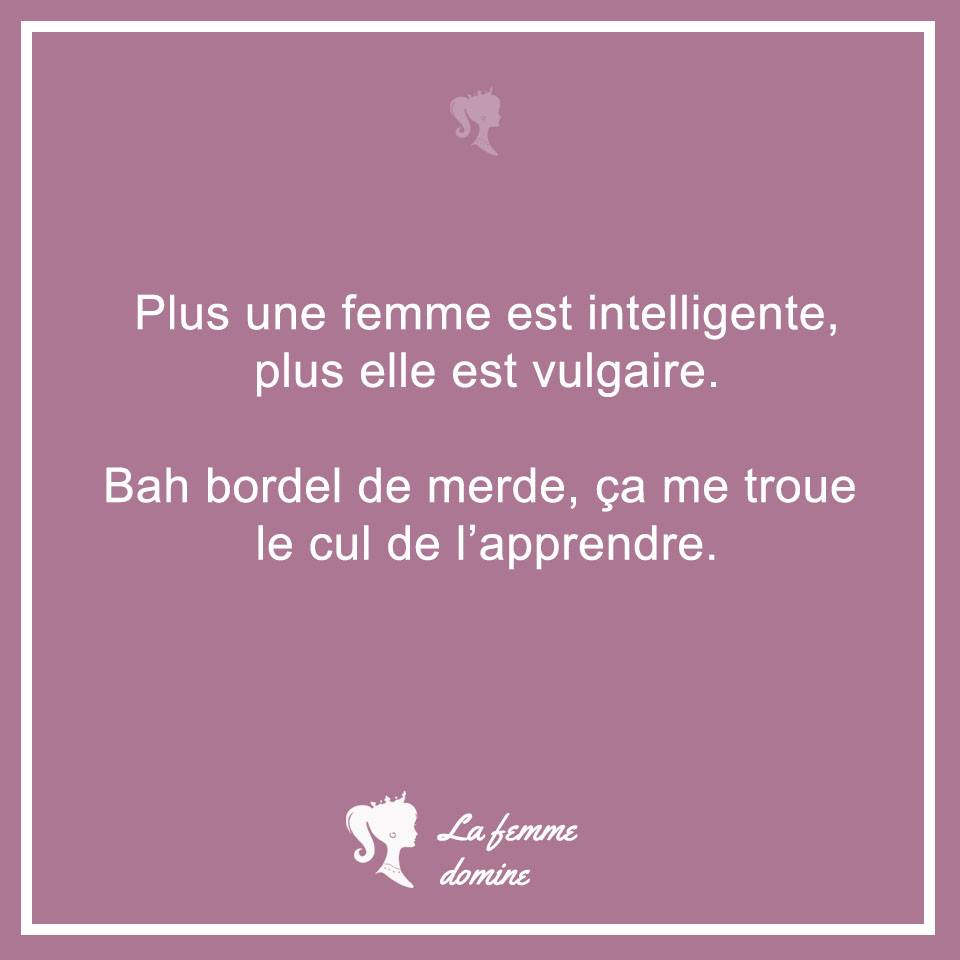 Plus une femme est intelligente,
plus elle est vulgaire.
Bah bordel de merde, ça me troue
le cul de l’apprendre.
La femme
domine